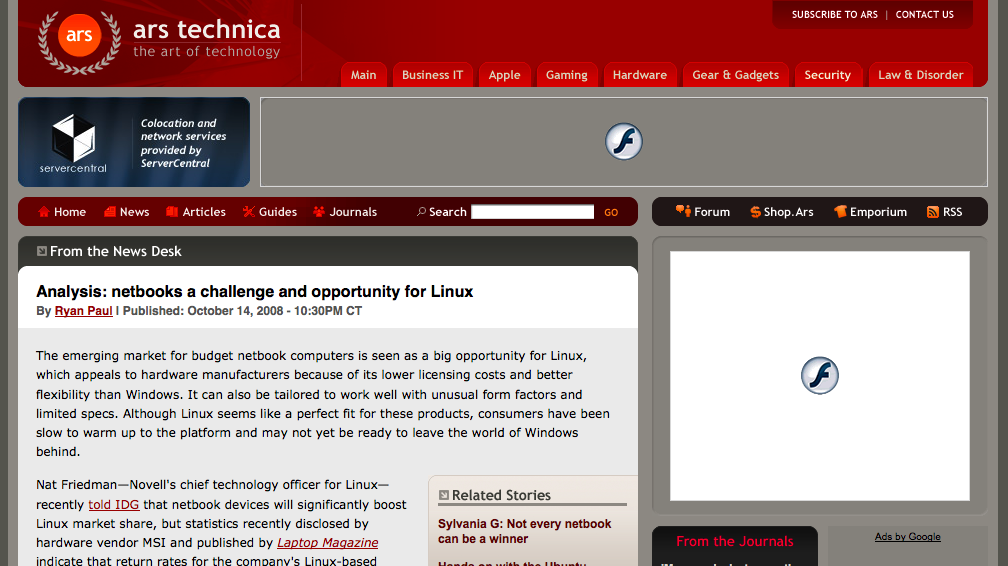 SUBSCRIBE TO ARS | CONTACT US
ars
ars technica
the art of technology
Main Business IT Apple Gaming Hardware Gear & Gadgets Security Law & Disorder
servercentral
Colocation and
network services
provided by
ServerCentral
Home News Articles Guides Journals Search GO
Forum Shop.Ars Emporium RSS
From the News Desk
Analysis: netbooks a challenge and opportunity for Linux
By Ryan Paul | Published: October 14, 2008 - 10:30PM CT
The emerging market for budget netbook computers is seen as a big opportunity for Linux,
which appeals to hardware manufacturers because of its lower licensing costs and better
flexibility than Windows. It can also be tailored to work well with unusual form factors and
limited specs. Although Linux seems like a perfect fit for these products, consumers have been
slow to warm up to the platform and may not yet be ready to leave the world of Windows
behind.
Nat Friedman—Novell's chief technology officer for Linux—
recently told IDG that netbook devices will significantly boost
Linux market share, but statistics recently disclosed by
hardware vendor MSI and published by Laptop Magazine
indicate that return rates for the company's Linux-based
Related Stories
Sylvania G: Not every netbook
can be a winner
Hands on with the Ubuntu
From the Journals
Ads by Google